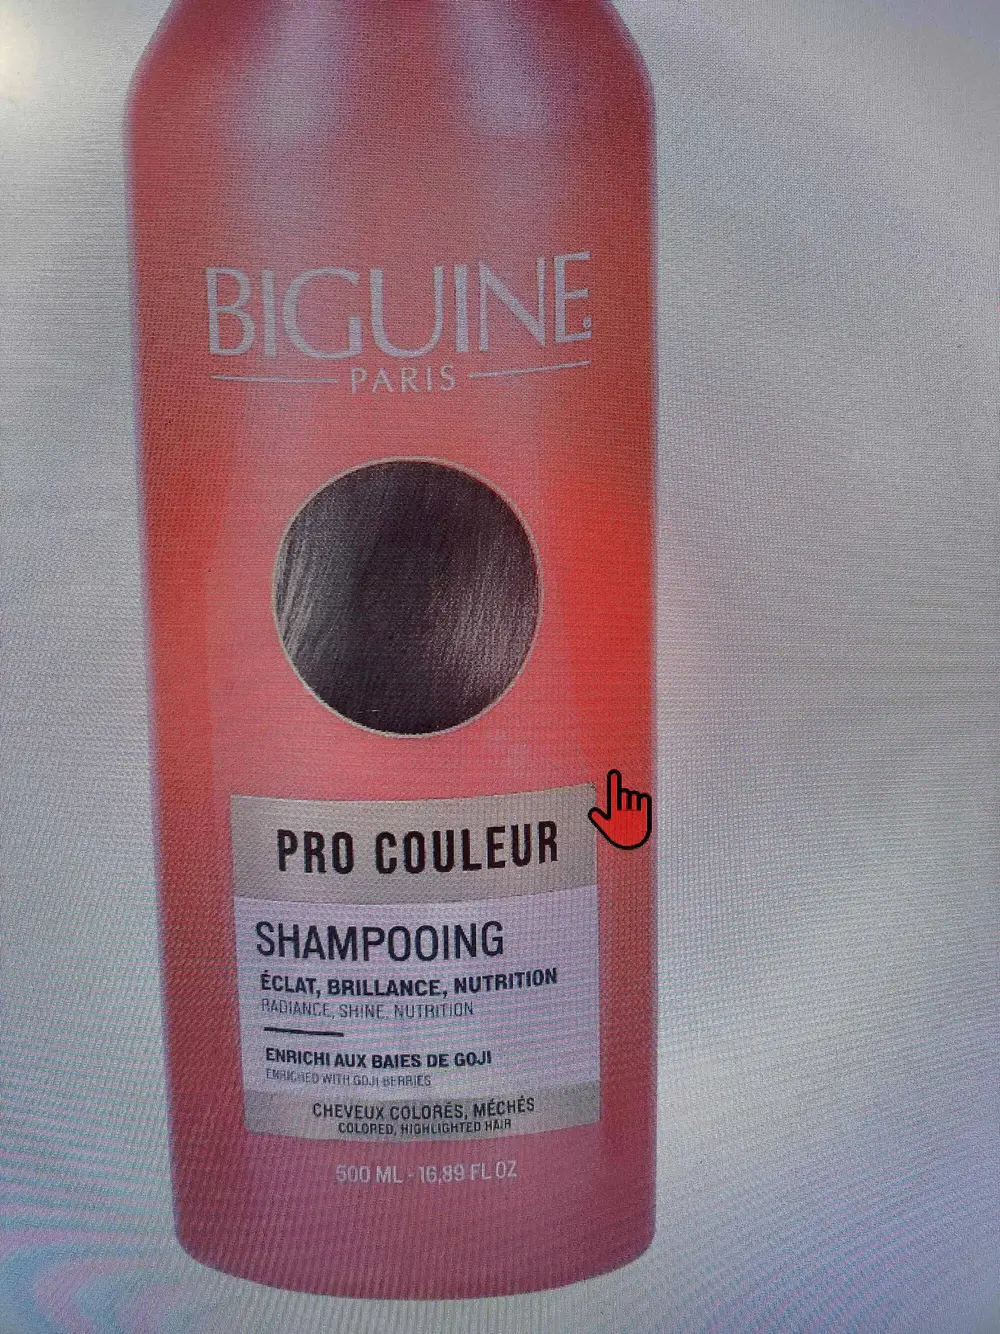 BIGUINE
PARIS
PRO COULEUR
SHAMPOOING
ÉCLAT, BRILLANCE, NUTRITION
RADIANCE, SHINE, NUTRITION
ENRICHI AUX BAIES DE GOJI
ENRICHED WITH GOJI BERRIES
CHEVEUX COLORÉS, MÉCHÉS
COLORED, HIGHLIGHTED HAIR
500 ML - 16,89 FL OZ